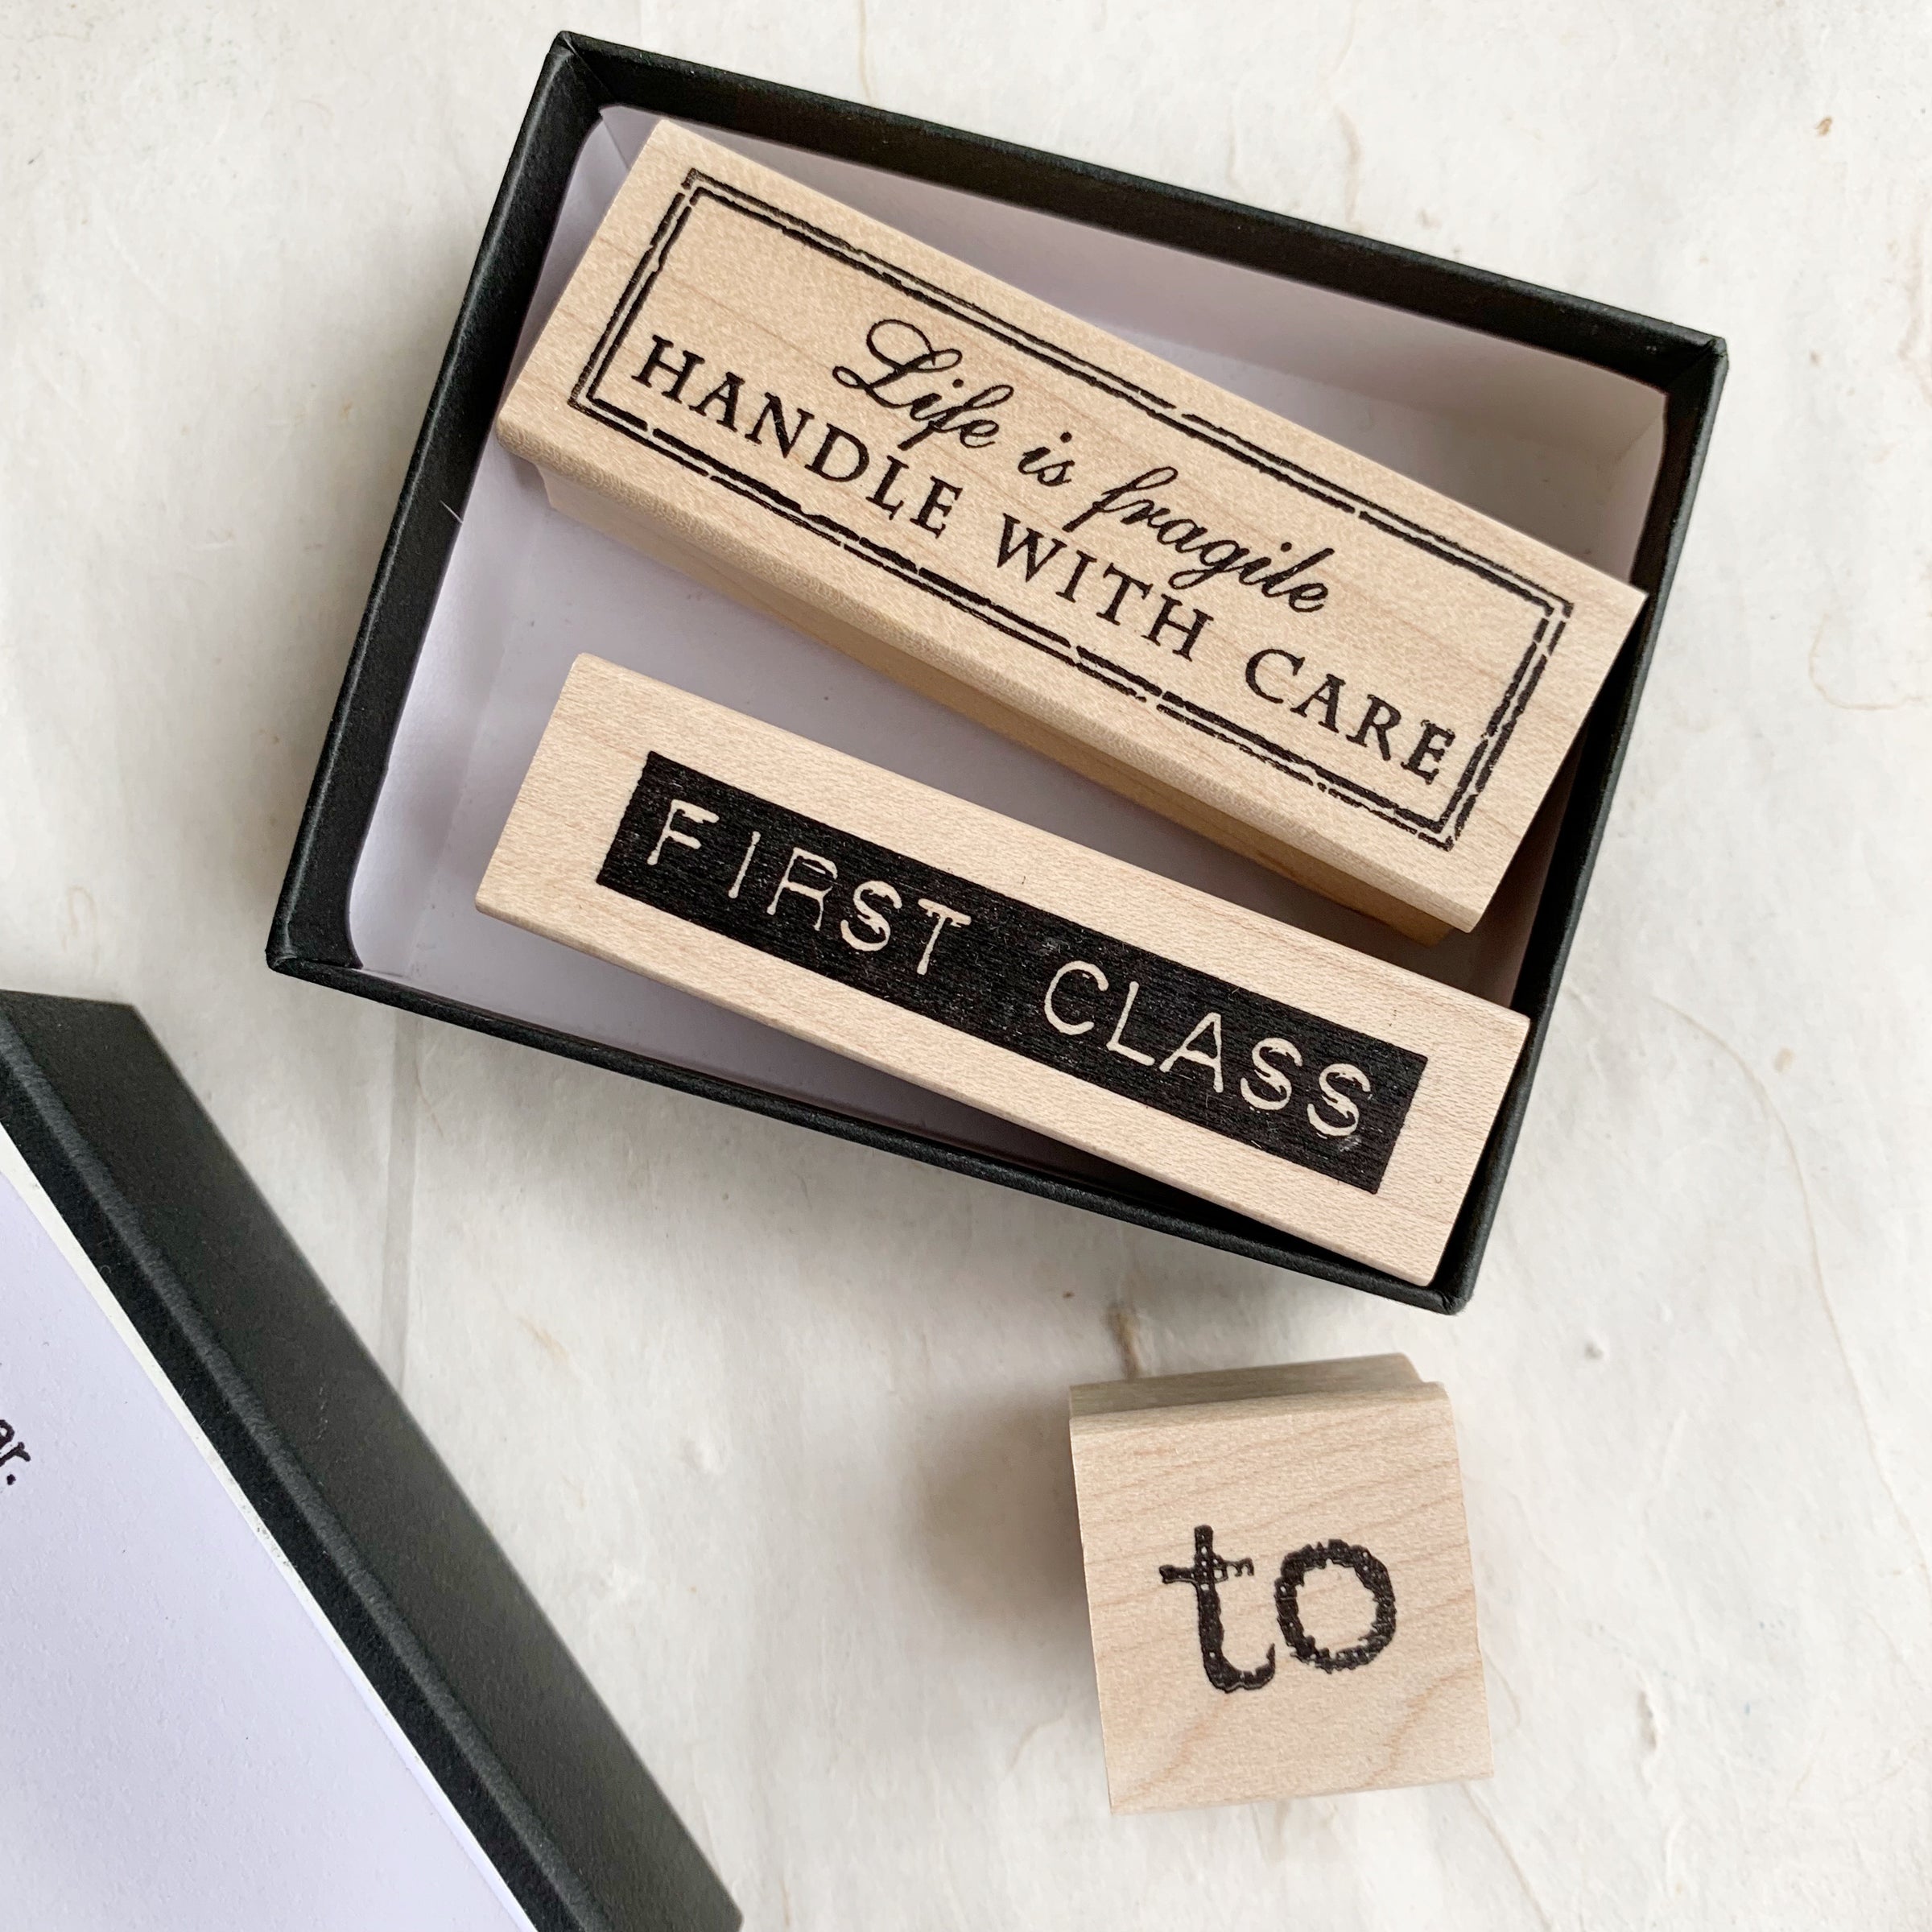 Life is fragile
HANDLE WITH CARE
FIRST CLASS
to